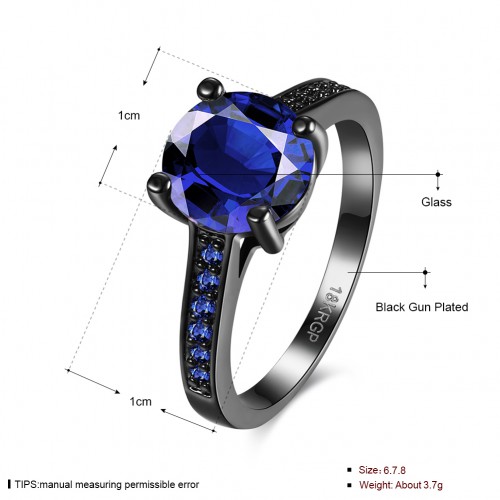 1cm
Glass
Black Gun Plated
18KRGP
1cm
Size: 6.7.8
TIPS:manual measuring permissible error
Weight: About 3.7g